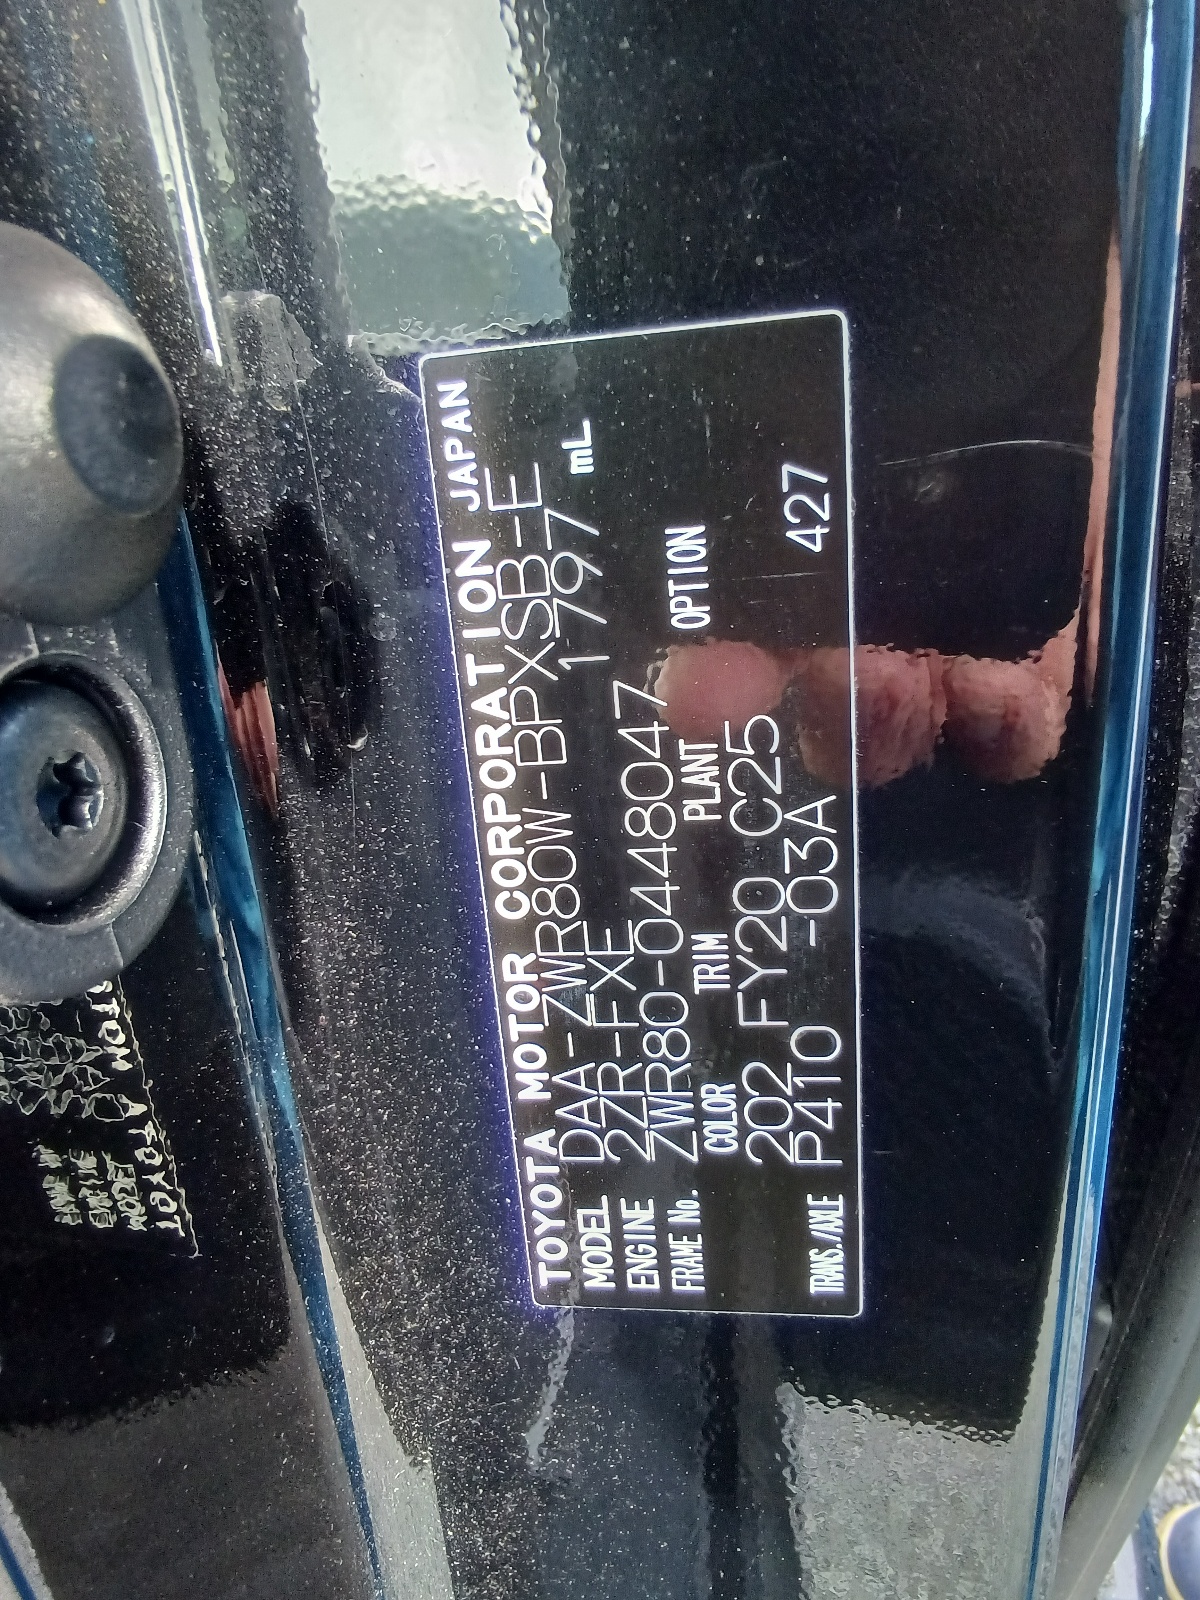 TOYOTA MOTOR CORPORATION JAPAN
MODEL DAA-ZWR80W-BPXSB-E
ENGINE 2ZR-FXE 1797 mL
FRAME No. ZWR80-0448047
COLOR TRIM PLANT OPTION
202 FY20 C25
TRANS./AXLE P410 -03A 427